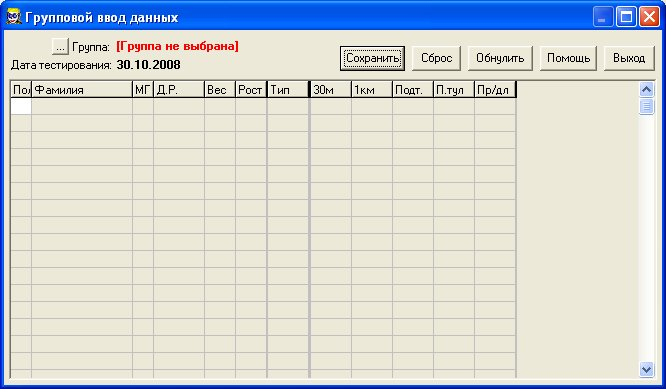 Групповой ввод данных
... Группа: [Группа не выбрана]
Дата тестирования: 30.10.2008
Сохранить Сброс Обнулить Помощь Выход
Пол Фамилия МГ Д.Р. Вес Рост Тип 30м 1км Подт. П.тул Пр/дл